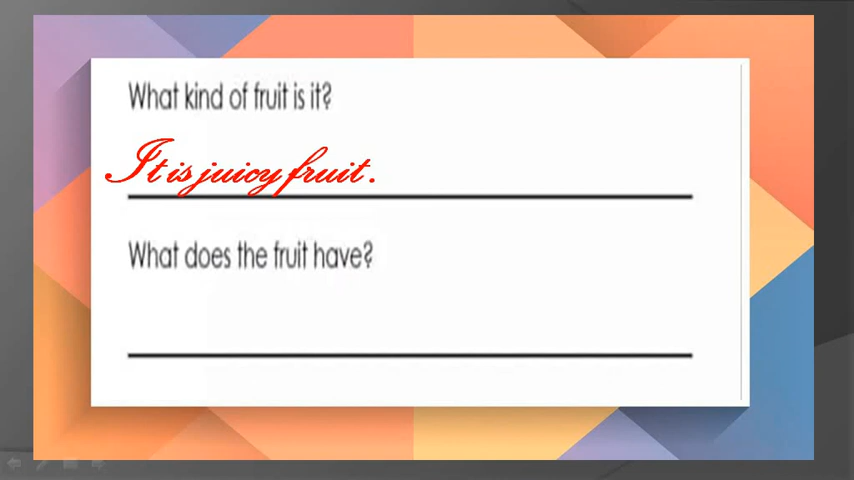 What kind of fruit is it?
It is juicy fruit.
What does the fruit have?